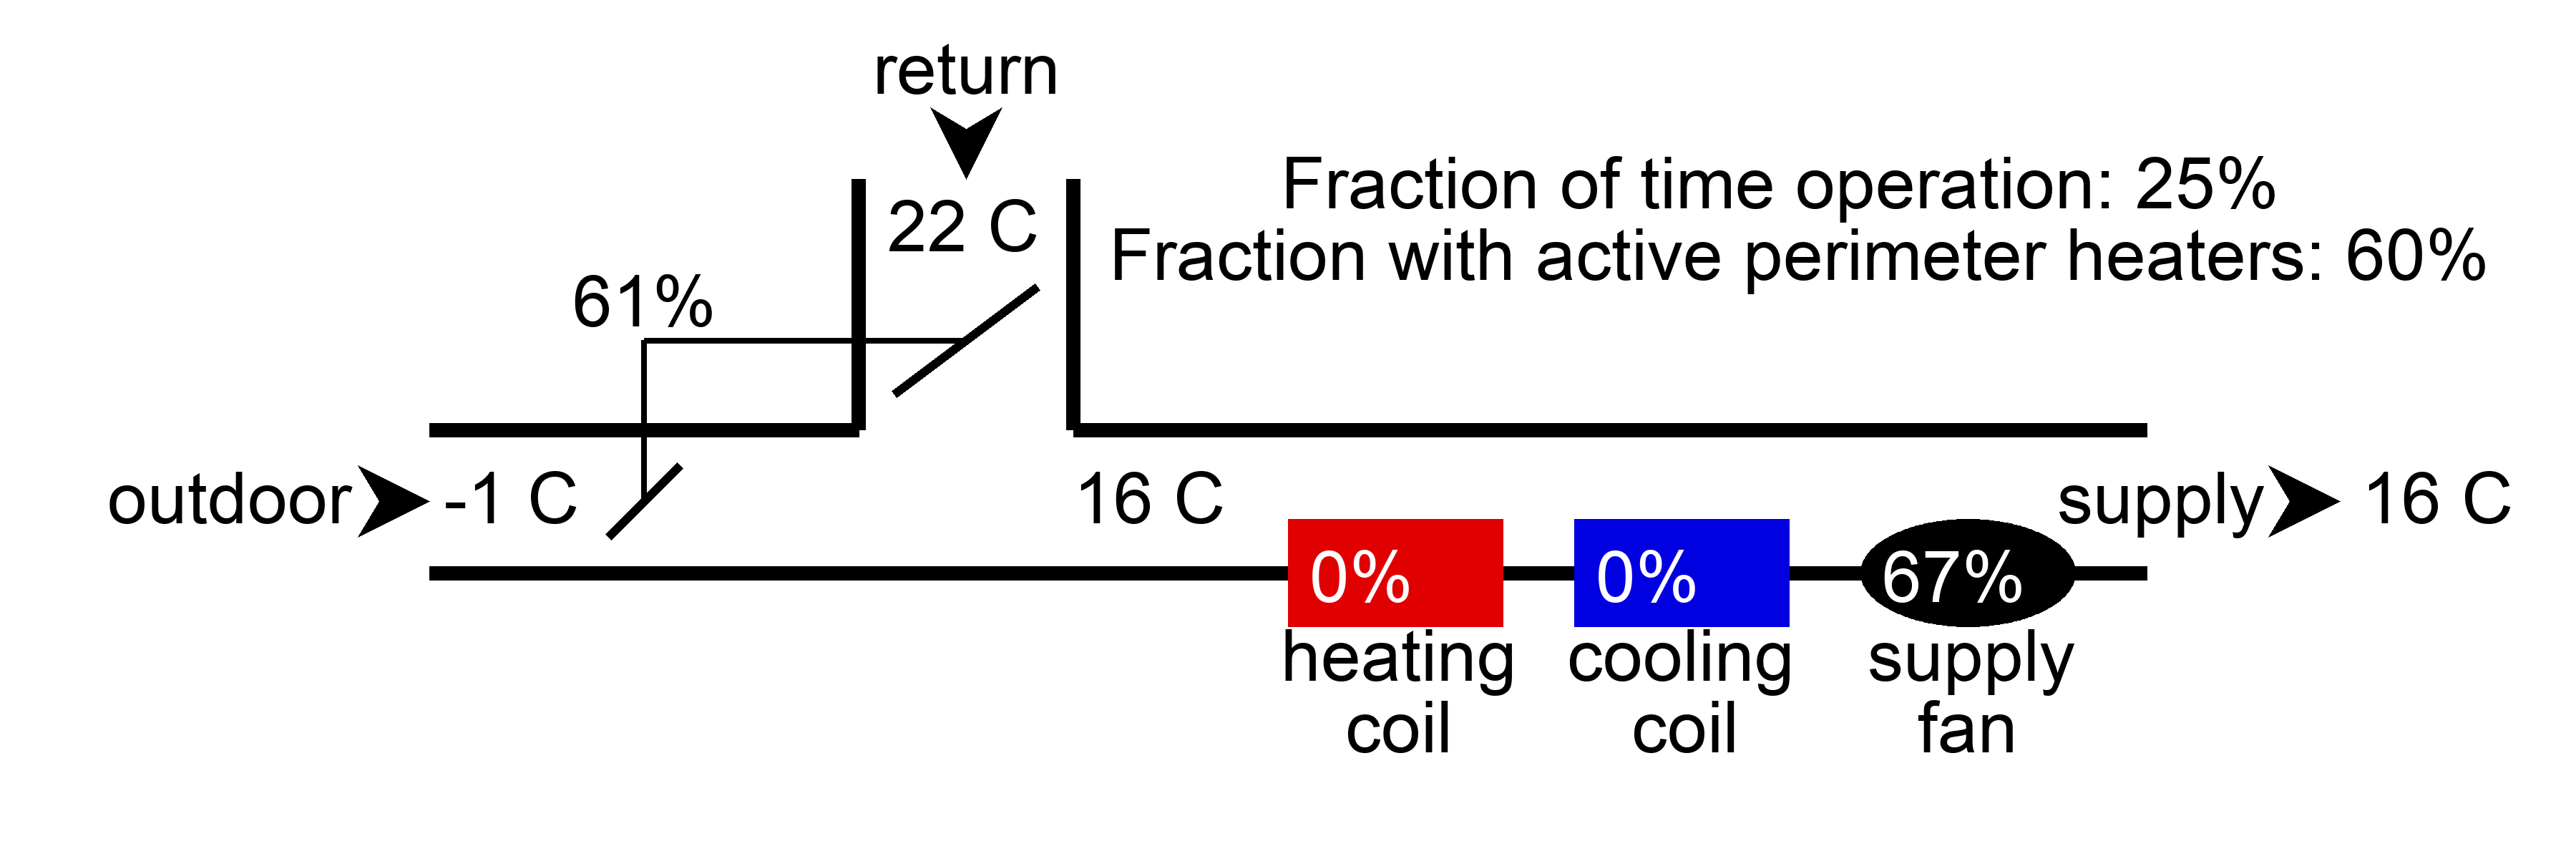 return
22 C
Fraction of time operation: 25%
Fraction with active perimeter heaters: 60%
61%
outdoor
-1 C
16 C
supply
16 C
0%
0%
67%
heating
coil
cooling
coil
supply
fan